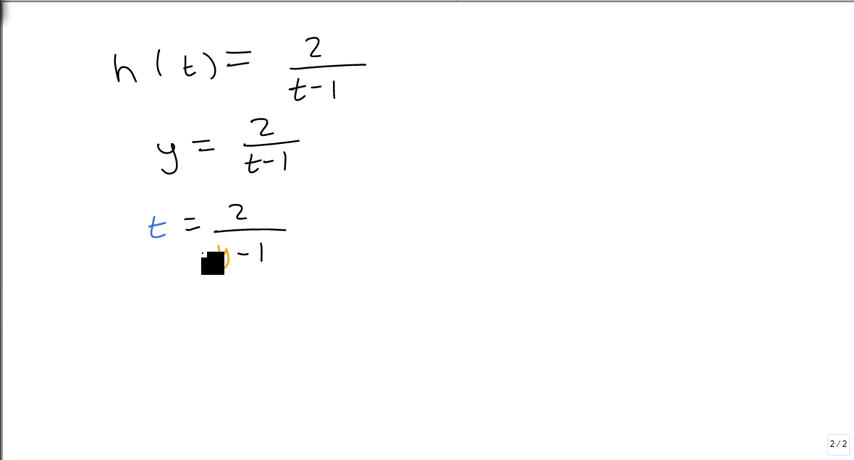 h(t) = 2/(t-1)
y = 2/(t-1)
t = 2/(y-1)
2/2